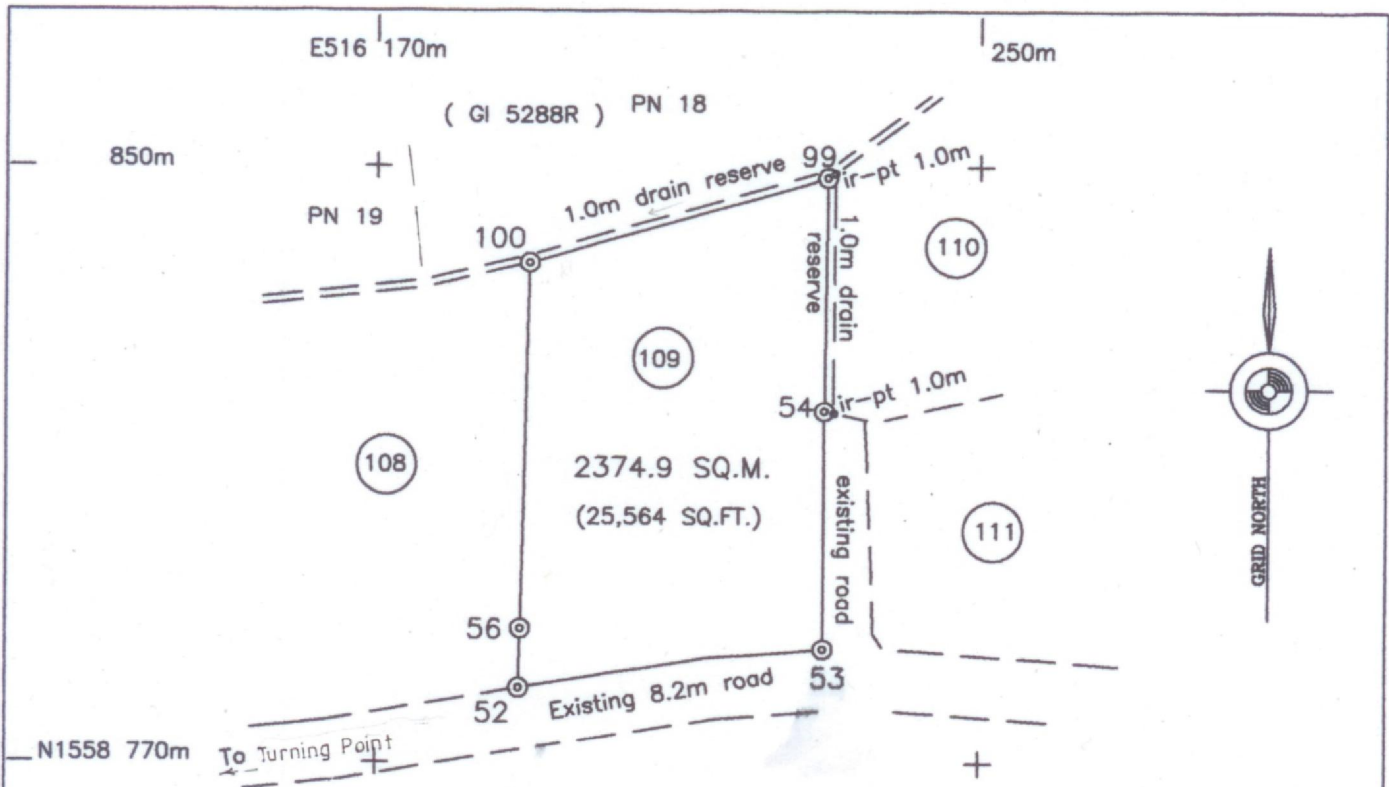 E516 170m
250m
( GI 5288R ) PN 18
850m
99
ir-pt 1.0m
1.0m drain reserve
PN 19
100
1.0m drain
reserve
110
109
ir-pt 1.0m
54
108
2374.9 SQ.M.
(25,564 SQ.FT.)
existing road
111
GRID NORTH
56
53
52
Existing 8.2m road
N1558 770m
To Turning Point